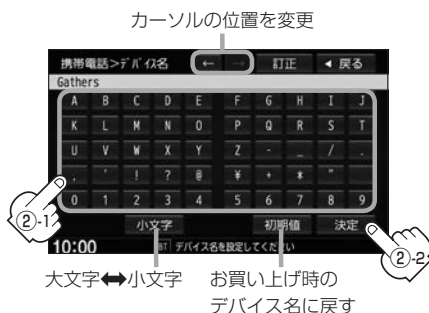 カーソルの位置を変更
携帯電話>デバイス名 ← → 訂正 ◀ 戻る
Gathers
A B C D E F G H I J
K L M N O P Q R S T
U V W X Y Z - _ / .
, ' ! ? @ ¥ + * "
0 1 2 3 4 5 6 7 8 9
②-1
小文字 初期値 決定
②-2
10:00 BT デバイス名を設定してください
大文字⬌小文字 お買い上げ時の
デバイス名に戻す